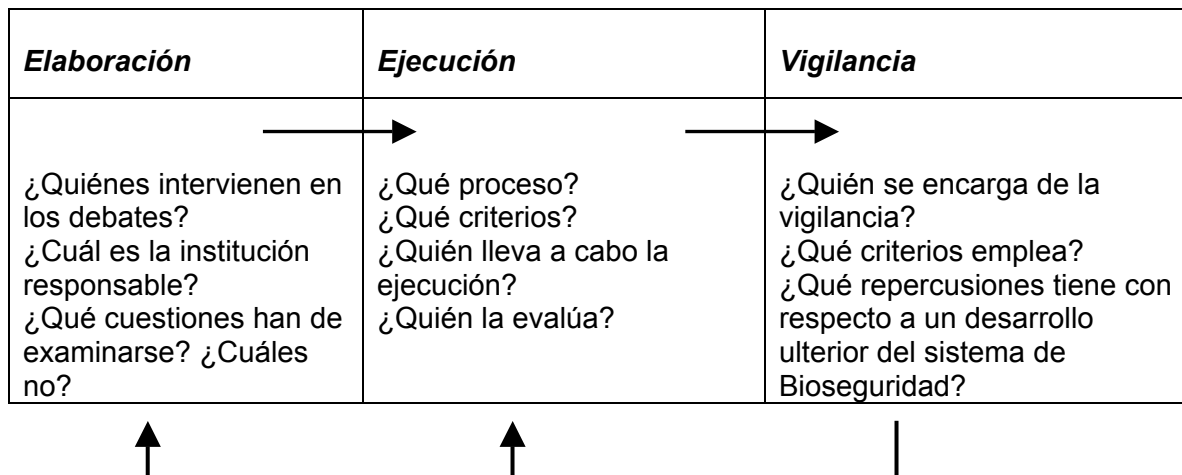 Elaboración
Ejecución
Vigilancia
¿Quiénes intervienen en
los debates?
¿Cuál es la institución
responsable?
¿Qué cuestiones han de
examinarse? ¿Cuáles
no?
¿Qué proceso?
¿Qué criterios?
¿Quién lleva a cabo la
ejecución?
¿Quién la evalúa?
¿Quién se encarga de la
vigilancia?
¿Qué criterios emplea?
¿Qué repercusiones tiene con
respecto a un desarrollo
ulterior del sistema de
Bioseguridad?